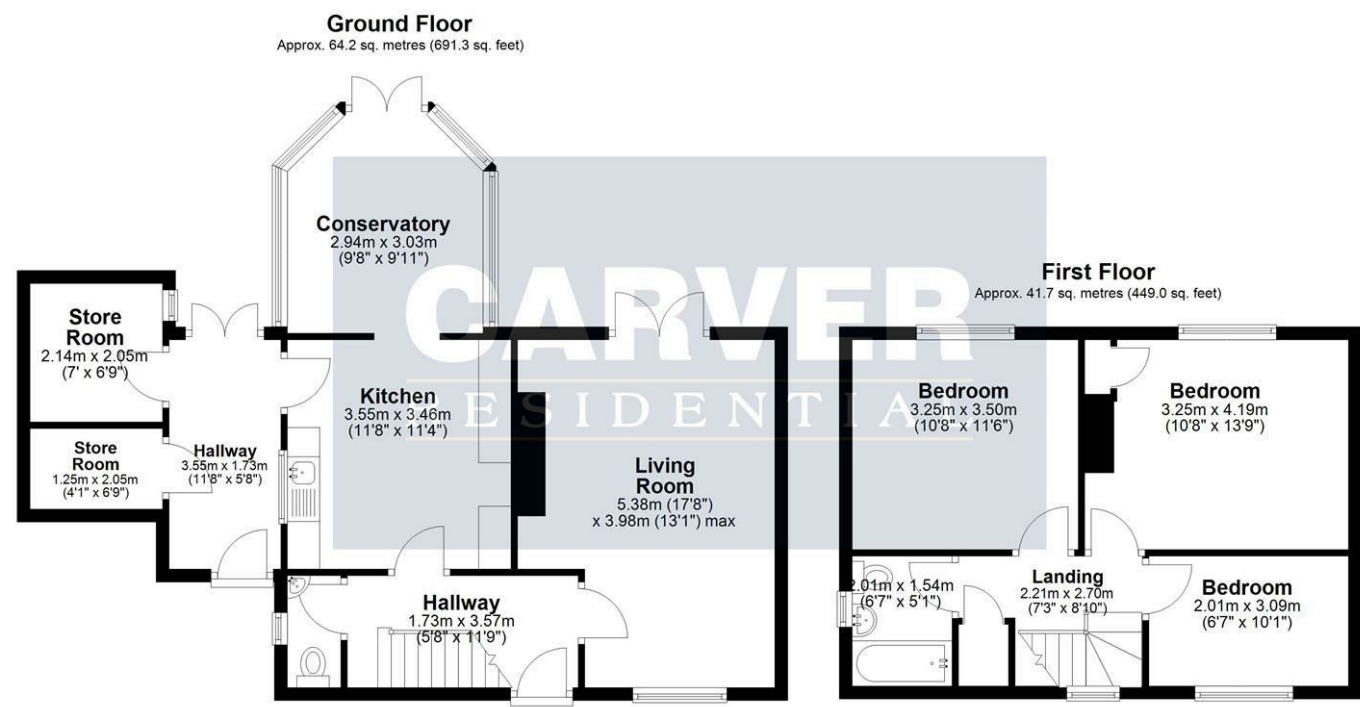 Ground Floor
Approx. 64.2 sq. metres (691.3 sq. feet)
Conservatory
2.94m x 3.03m
(9'8" x 9'11")
Store
Room
2.14m x 2.05m
(7' x 6'9")
Kitchen
3.55m x 3.46m
(11'8" x 11'4")
Store
Room
1.25m x 2.05m
(4'1" x 6'9")
Hallway
3.55m x 1.73m
(11'8" x 5'8")
Living
Room
5.38m (17'8")
x 3.98m (13'1") max
Hallway
1.73m x 3.57m
(5'8" x 11'9")
First Floor
Approx. 41.7 sq. metres (449.0 sq. feet)
Bedroom
3.25m x 3.50m
(10'8" x 11'6")
Bedroom
3.25m x 4.19m
(10'8" x 13'9")
2.01m x 1.54m
(6'7" x 5'1")
Landing
2.21m x 2.70m
(7'3" x 8'10")
Bedroom
2.01m x 3.09m
(6'7" x 10'1")
CARVER
RESIDENTIAL